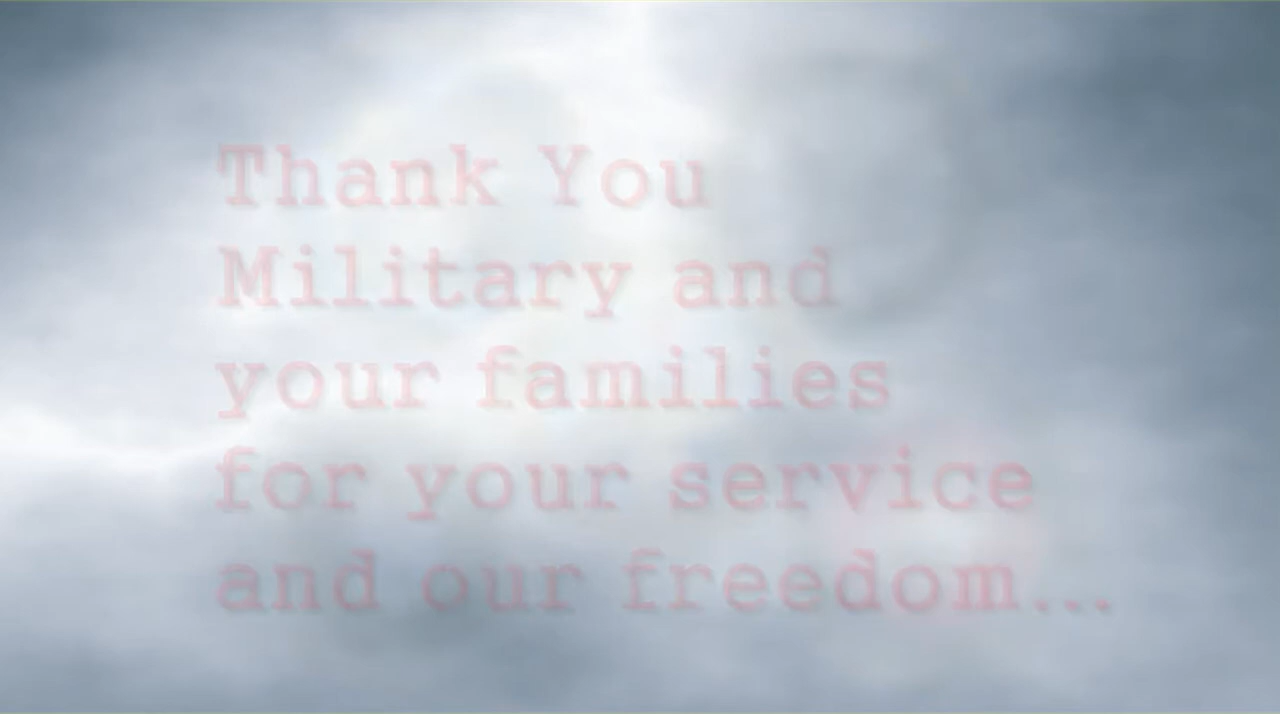 Thank You
Military and
your families
for your service
and our freedom...